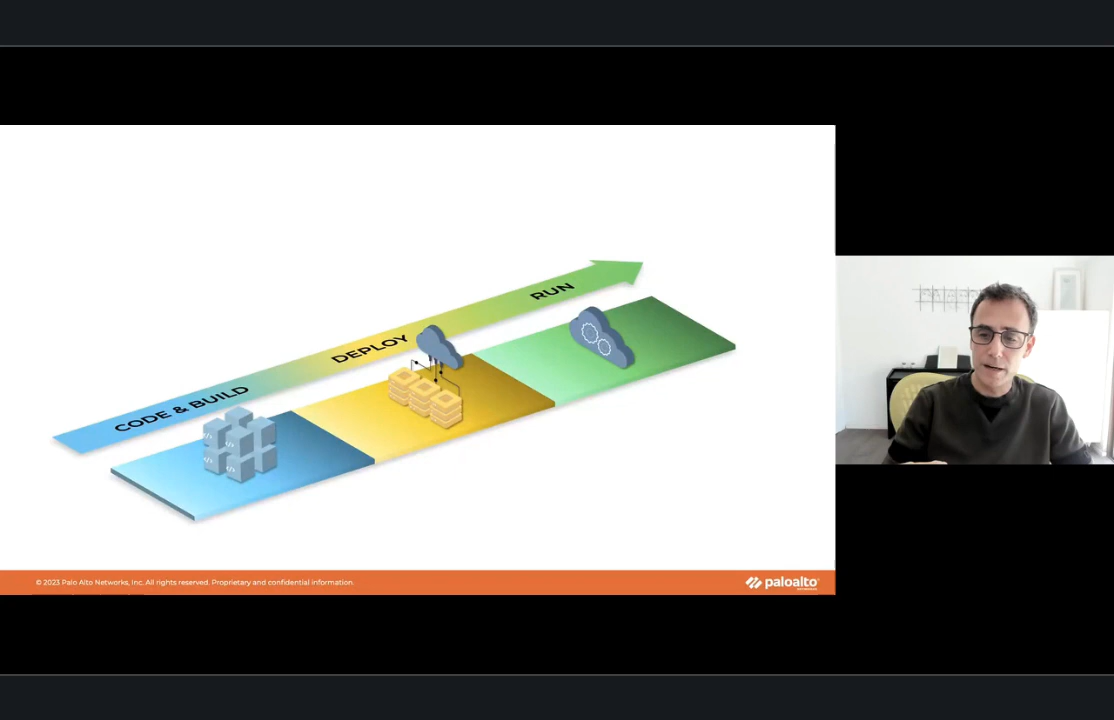 CODE & BUILD
DEPLOY
RUN
© 2023 Palo Alto Networks, Inc. All rights reserved. Proprietary and confidential information.
paloalto